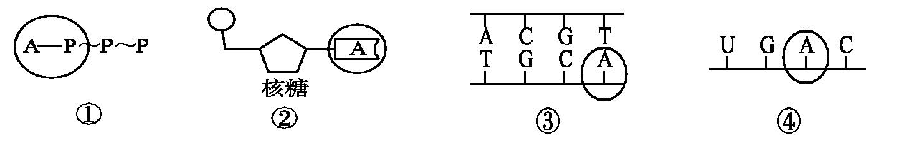 A—P~P~P
A
核糖
A C G T
T G C A
U G A C
① ② ③ ④